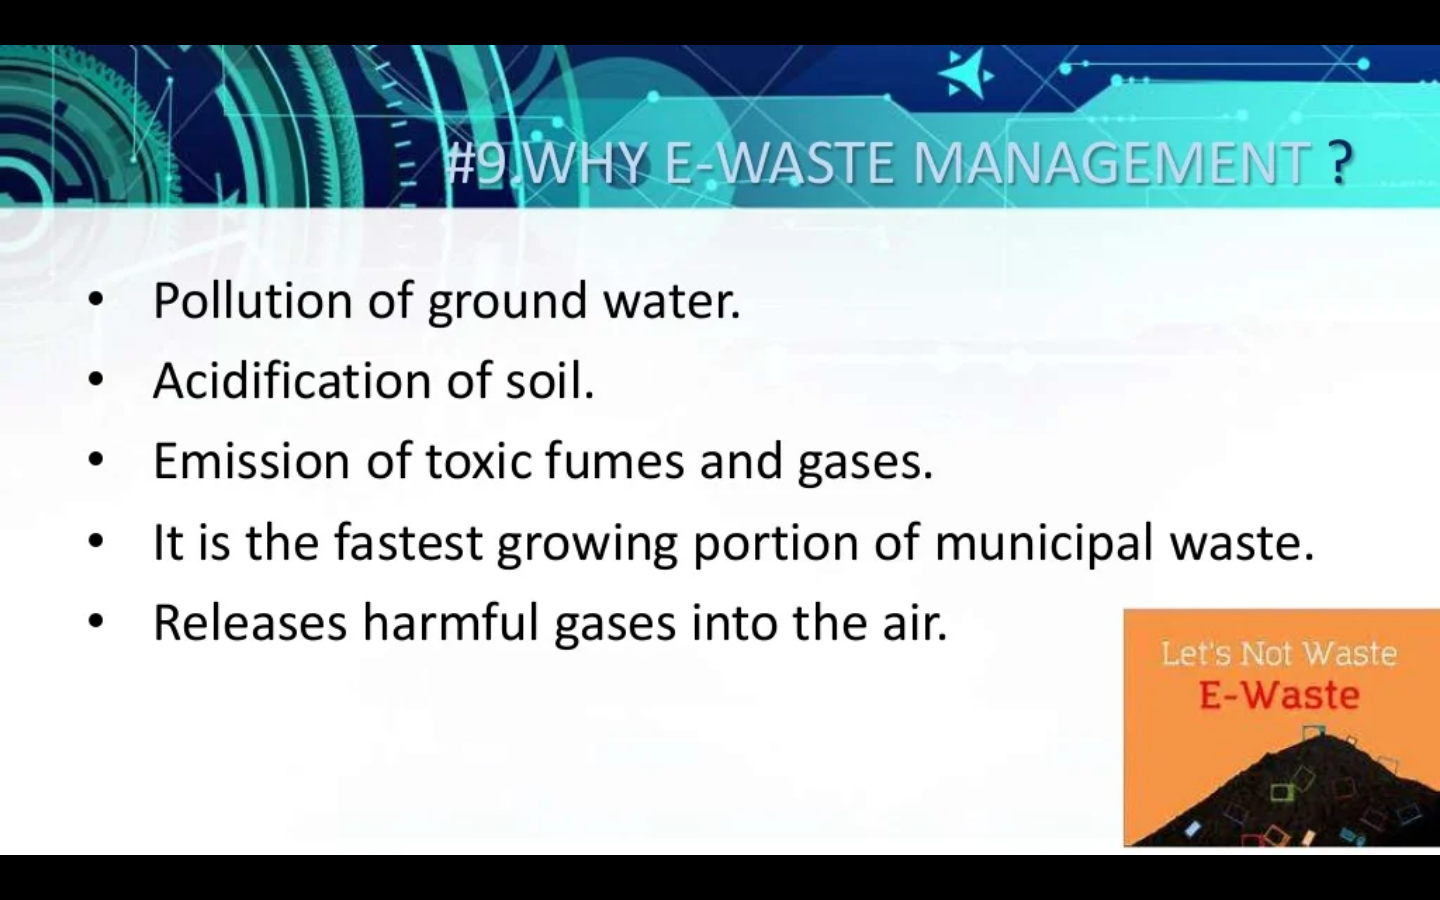 #9.WHY E-WASTE MANAGEMENT ?
• Pollution of ground water.
• Acidification of soil.
• Emission of toxic fumes and gases.
• It is the fastest growing portion of municipal waste.
• Releases harmful gases into the air.
Let's Not Waste
E-Waste